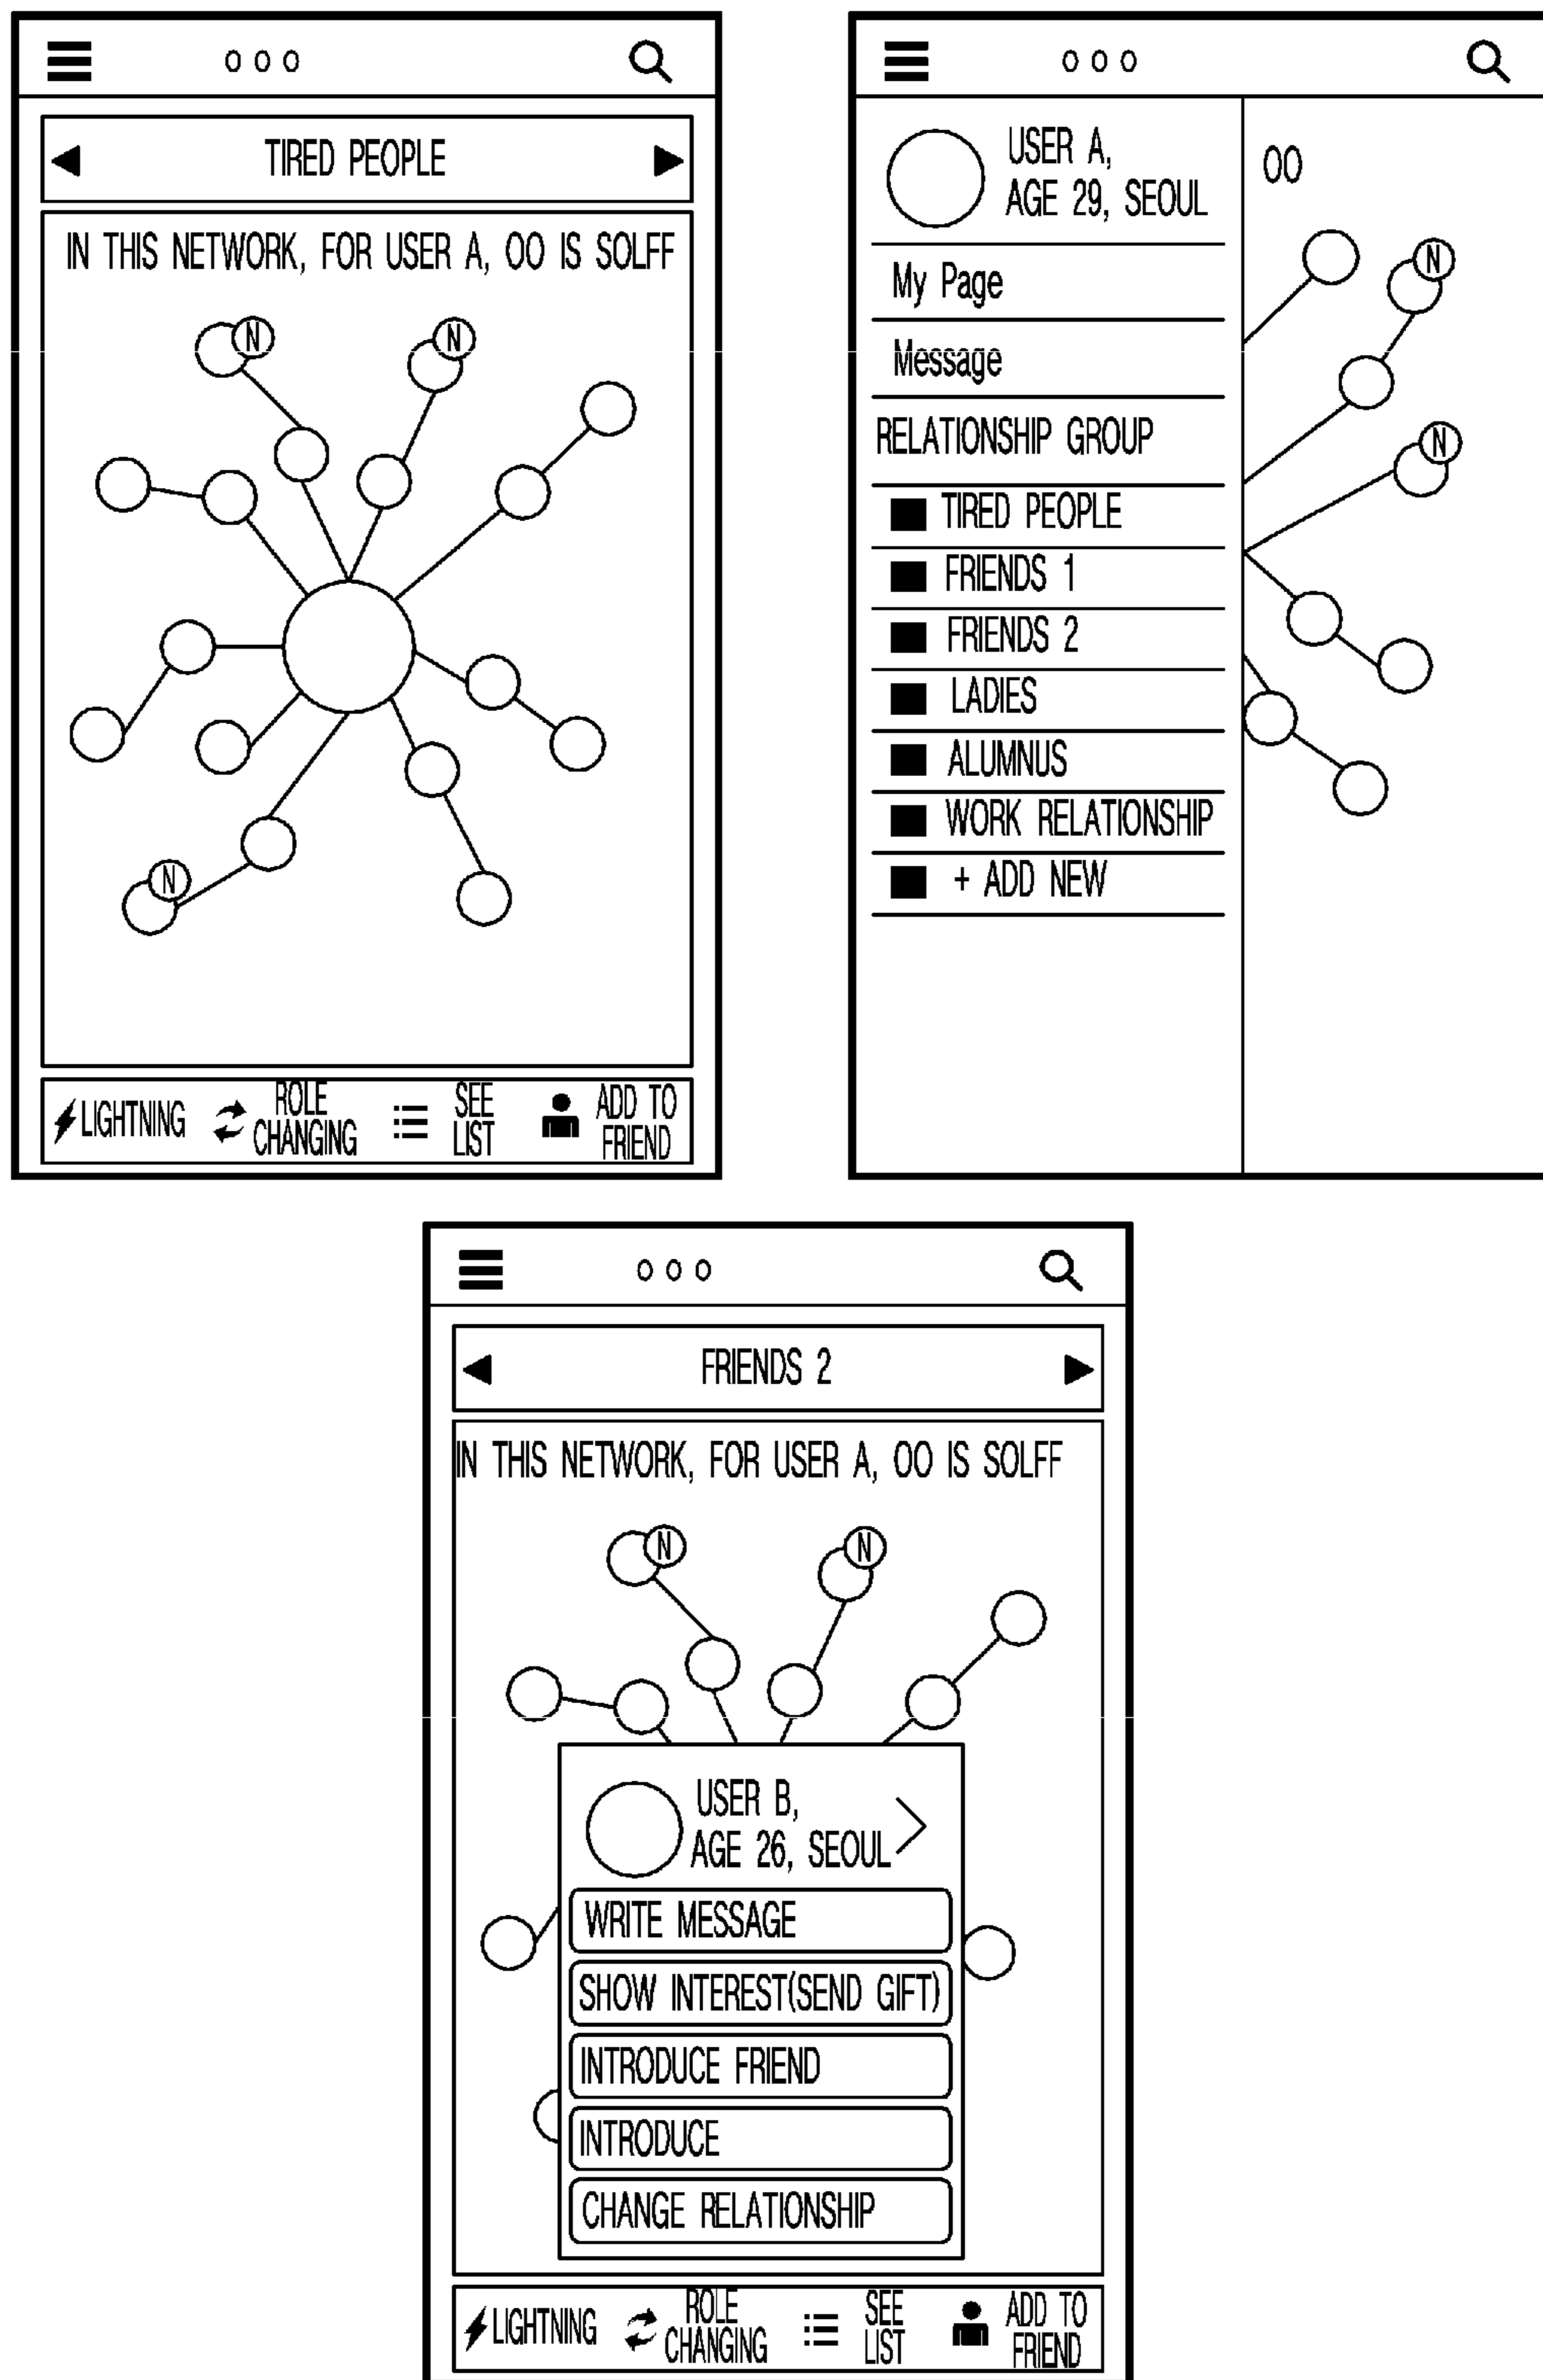 ooo
TIRED PEOPLE
IN THIS NETWORK, FOR USER A, OO IS SOLFF
N
N
N
LIGHTNING
ROLE
CHANGING
SEE
LIST
ADD TO
FRIEND
ooo
USER A,
AGE 29, SEOUL
My Page
Message
RELATIONSHIP GROUP
TIRED PEOPLE
FRIENDS 1
FRIENDS 2
LADIES
ALUMNUS
WORK RELATIONSHIP
+ ADD NEW
OO
N
N
ooo
FRIENDS 2
IN THIS NETWORK, FOR USER A, OO IS SOLFF
N
N
USER B,
AGE 26, SEOUL
WRITE MESSAGE
SHOW INTEREST(SEND GIFT)
INTRODUCE FRIEND
INTRODUCE
CHANGE RELATIONSHIP
LIGHTNING
ROLE
CHANGING
SEE
LIST
ADD TO
FRIEND